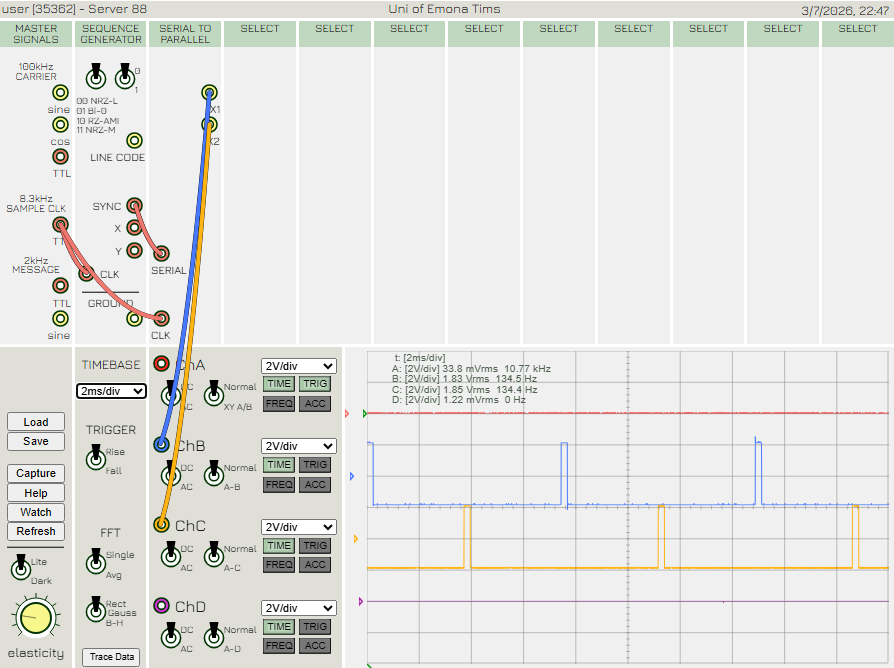 user [35362] - Server 88
Uni of Emona Tims
3/7/2026, 22:47
MASTER SIGNALS
SEQUENCE GENERATOR
SERIAL TO PARALLEL
SELECT
SELECT
SELECT
SELECT
SELECT
SELECT
SELECT
SELECT
SELECT
100kHz
CARRIER
sine
cos
TTL
8.3kHz
SAMPLE CLK
2kHz
MESSAGE
TTL
sine
0
1
00 NRZ-L
01 BI-O
10 RZ-AMI
11 NRZ-M
LINE CODE
SYNC
X
Y
CLK
GROUND
X1
X2
SERIAL
CLK
Load
Save
Capture
Help
Watch
Refresh
Lite
Dark
elasticity
TIMEBASE
2ms/div
TRIGGER
Rise
Fall
FFT
Single
Avg
Rect
Gauss
B-H
Trace Data
ChA
2V/div
AC
Normal
XY A/B
TIME
TRIG
FREQ
ACC
ChB
2V/div
DC
AC
Normal
A-B
TIME
TRIG
FREQ
ACC
ChC
2V/div
DC
AC
Normal
A-C
TIME
TRIG
FREQ
ACC
ChD
2V/div
DC
AC
Normal
A-D
TIME
TRIG
FREQ
ACC
t: [2ms/div]
A: [2V/div] 33.8 mVrms 10.77 kHz
B: [2V/div] 1.83 Vrms 134.5 Hz
C: [2V/div] 1.85 Vrms 134.4 Hz
D: [2V/div] 1.22 mVrms 0 Hz